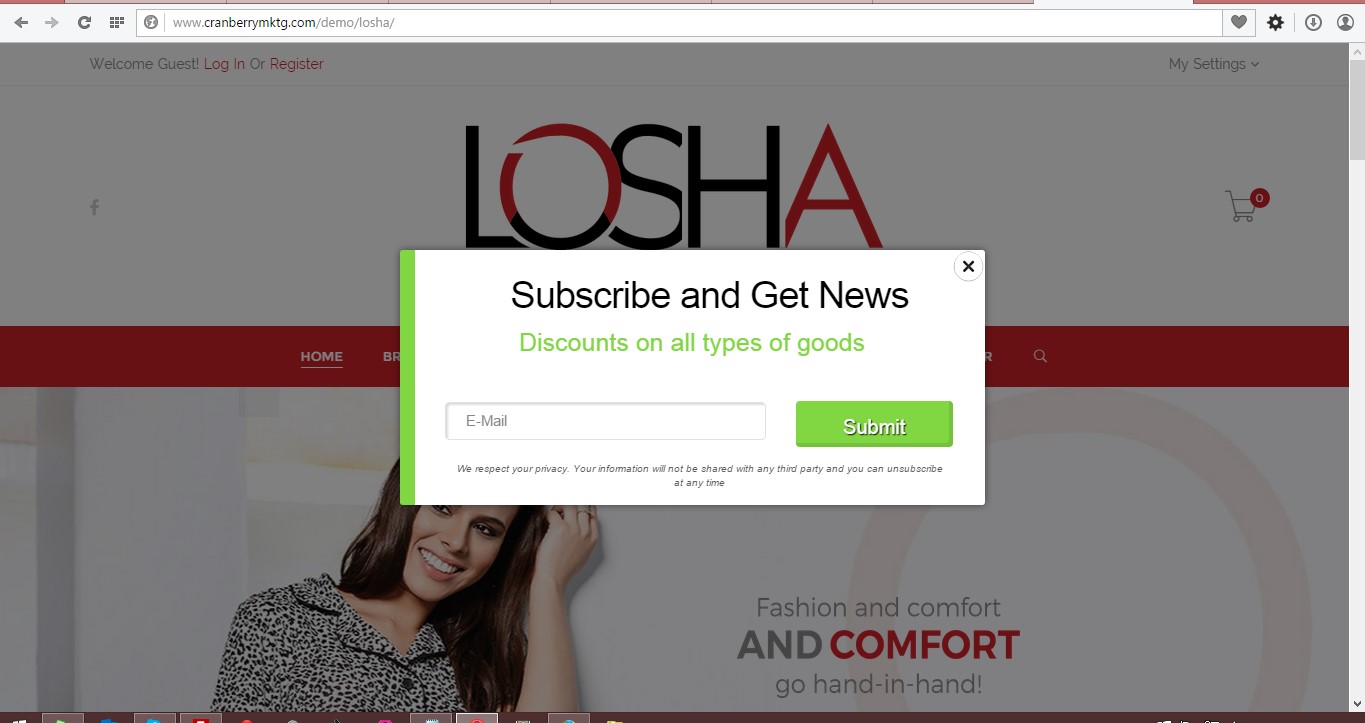 www.cranberrymktg.com/demo/losha/
Welcome Guest! Log In Or Register
My Settings
LOSHA
0
Subscribe and Get News
Discounts on all types of goods
HOME
E-Mail
Submit
We respect your privacy. Your information will not be shared with any third party and you can unsubscribe
at any time
Fashion and comfort
AND COMFORT
go hand-in-hand!